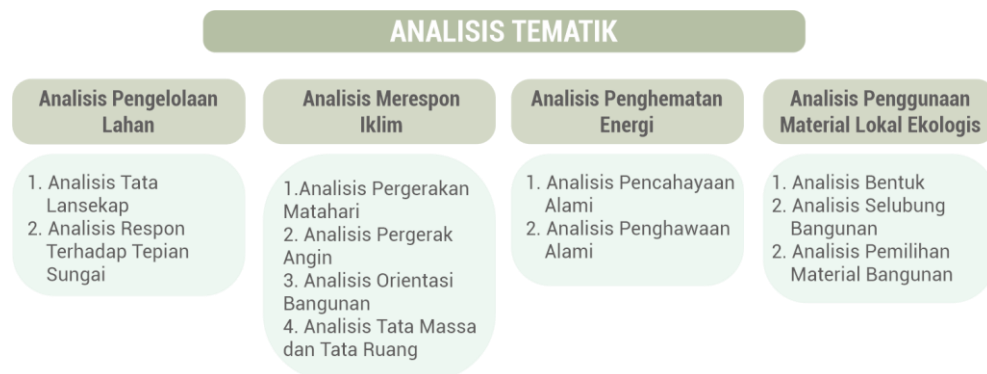 ANALISIS TEMATIK
Analisis Pengelolaan
Lahan
1. Analisis Tata
Lansekap
2. Analisis Respon
Terhadap Tepian
Sungai
Analisis Merespon
Iklim
1.Analisis Pergerakan
Matahari
2. Analisis Pergerak
Angin
3. Analisis Orientasi
Bangunan
4. Analisis Tata Massa
dan Tata Ruang
Analisis Penghematan
Energi
1. Analisis Pencahayaan
Alami
2. Analisis Penghawaan
Alami
Analisis Penggunaan
Material Lokal Ekologis
1. Analisis Bentuk
2. Analisis Selubung
Bangunan
2. Analisis Pemilihan
Material Bangunan